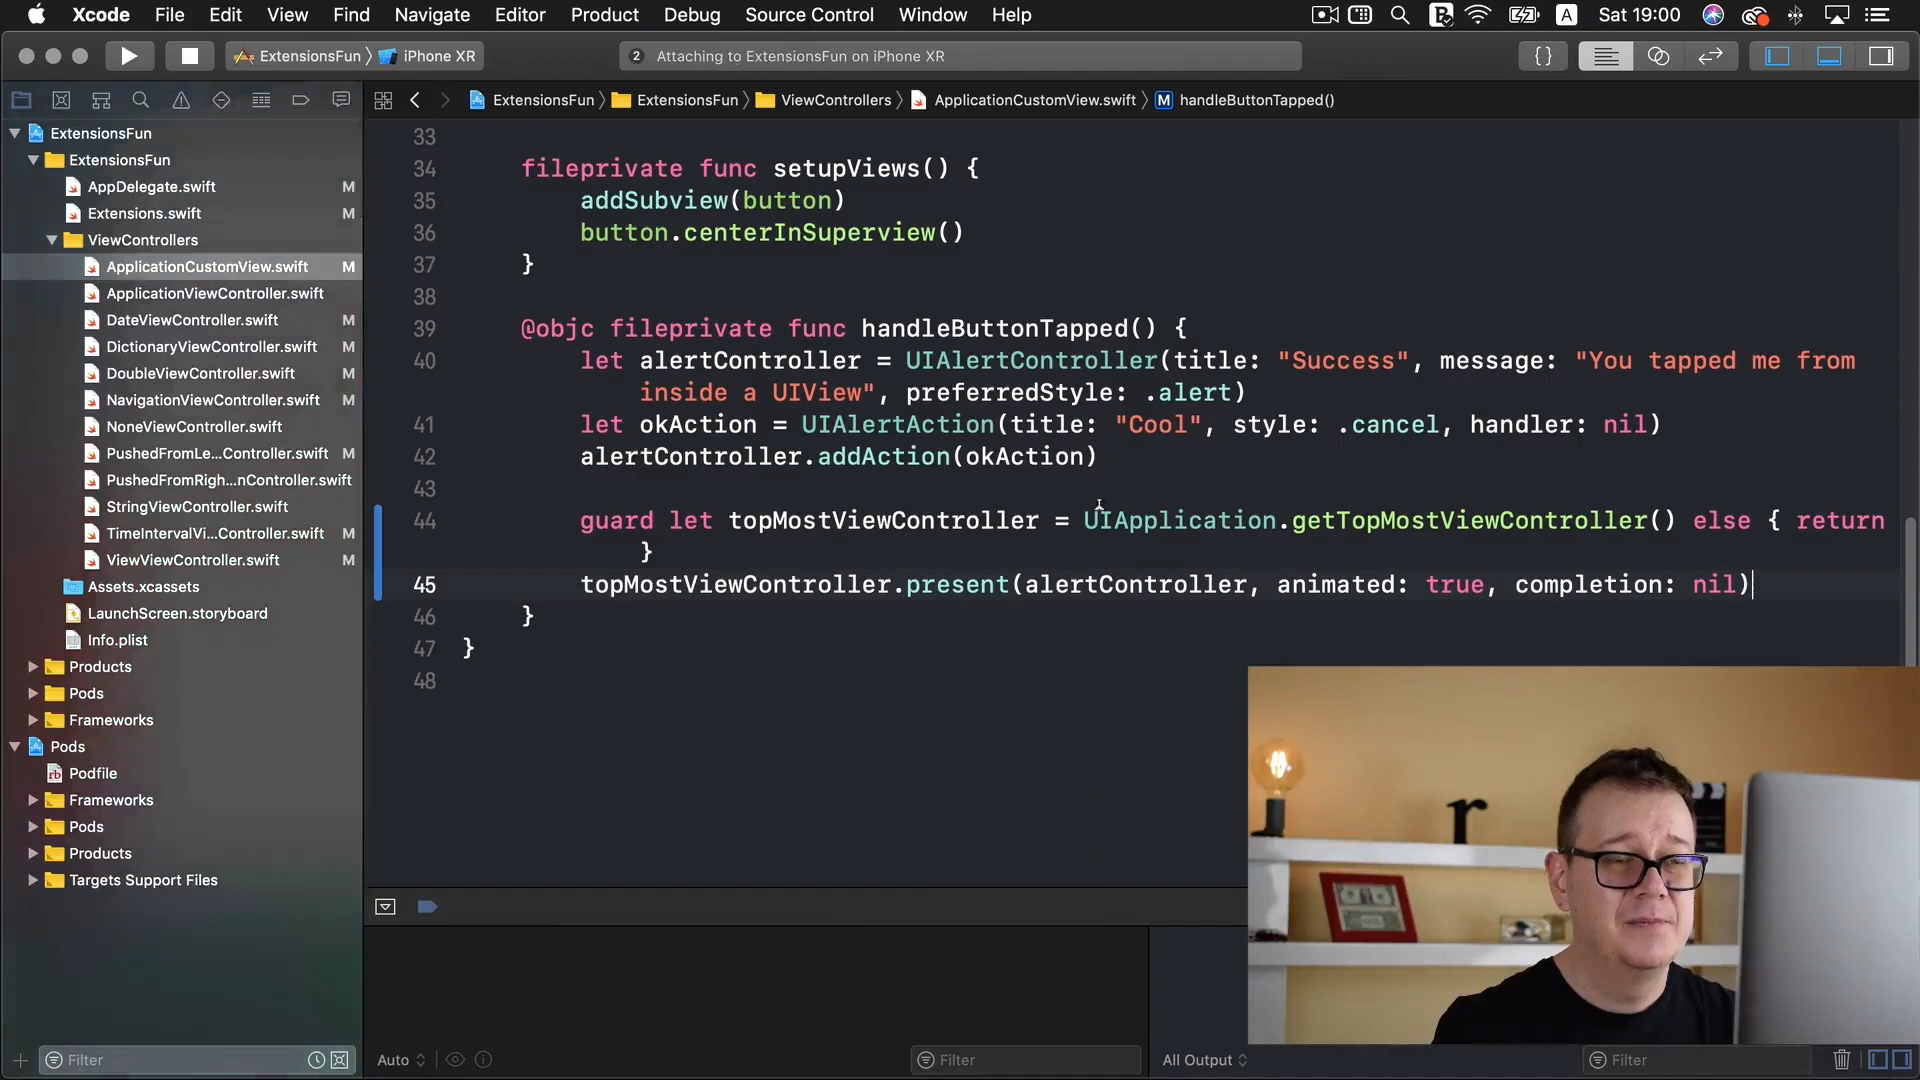 Xcode File Edit View Find Navigate Editor Product Debug Source Control Window Help A Sat 19:00
ExtensionsFun iPhone XR 2 Attaching to ExtensionsFun on iPhone XR {}
ExtensionsFun ExtensionsFun ViewControllers ApplicationCustomView.swift M handleButtonTapped()
ExtensionsFun
ExtensionsFun
AppDelegate.swift M
Extensions.swift M
ViewControllers
ApplicationCustomView.swift M
ApplicationViewController.swift
DateViewController.swift M
DictionaryViewController.swift M
DoubleViewController.swift M
NavigationViewController.swift M
NoneViewController.swift
PushedFromLe...Controller.swift M
PushedFromRigh...nController.swift
StringViewController.swift
TimeIntervalVi...Controller.swift M
ViewViewController.swift M
Assets.xcassets
LaunchScreen.storyboard
Info.plist
Products
Pods
Frameworks
Pods
rb Podfile
Frameworks
Pods
Products
Targets Support Files
Filter
33
34 fileprivate func setupViews() {
35 addSubview(button)
36 button.centerInSuperview()
37 }
38
39 @objc fileprivate func handleButtonTapped() {
40 let alertController = UIAlertController(title: "Success", message: "You tapped me from
inside a UIView", preferredStyle: .alert)
41 let okAction = UIAlertAction(title: "Cool", style: .cancel, handler: nil)
42 alertController.addAction(okAction)
43
44 guard let topMostViewController = UIApplication.getTopMostViewController() else { return
}
45 topMostViewController.present(alertController, animated: true, completion: nil)
46 }
47 }
48
r
Auto Filter All Output Filter